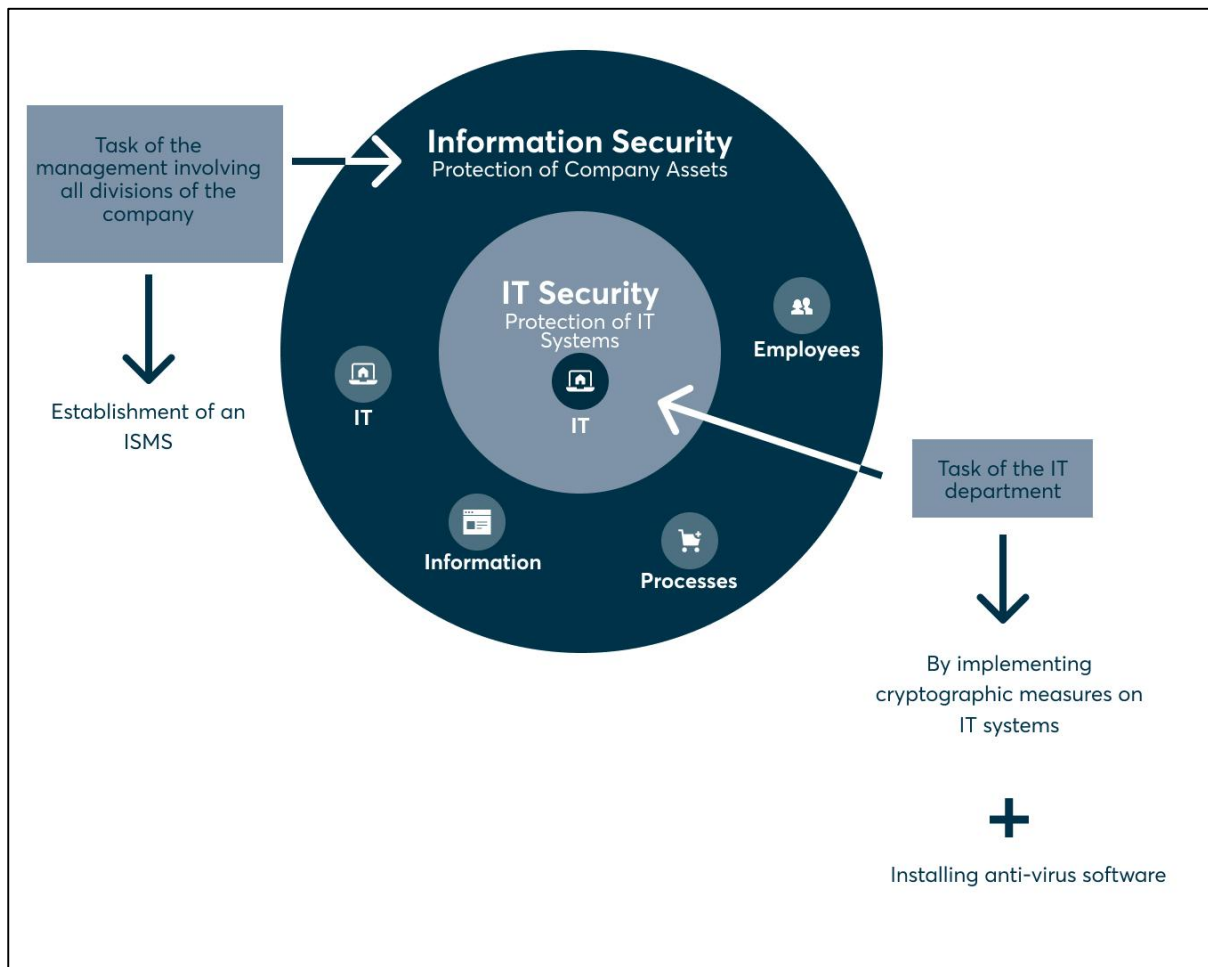 Task of the
management involving
all divisions of the
company
Information Security
Protection of Company Assets
IT Security
Protection of IT
Systems
IT
Employees
IT
Information
Processes
Establishment of an
ISMS
Task of the IT
department
By implementing
cryptographic measures on
IT systems
+
Installing anti-virus software